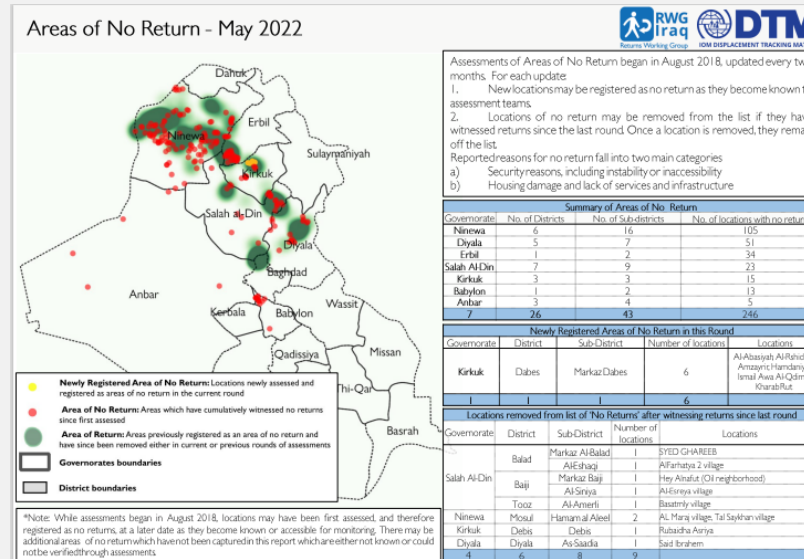 Areas of No Return - May 2022
RWG
Iraq
Returns Working Group
DTM
IOM DISPLACEMENT TRACKING
Dahuk
Erbil
Ninewa
Sulaymaniyah
Kirkuk
Salah al-Din
Diyala
Baghdad
Anbar
Wassit
Kerbala
Babylon
Qadissiya
Missan
Thi-Qar
Basrah
Newly Registered Area of No Return: Locations newly assessed and
registered as areas of no return in the current round
Area of No Return: Areas which have cumulatively witnessed no returns
since first assessed
Area of Return: Areas previously registered as an area of no return and
have since been removed either in current or previous rounds of assessments
Governorates boundaries
District boundaries
*Note: While assessments began in August 2018, locations may have been first assessed, and therefore
registered as no returns, at a later date as they become known or accessible for monitoring. There may be
additional areas of no return which have not been captured in this report which are either not known or could
not be verified through assessments
Assessments of Areas of No Return began in August 2018, updated every
months. For each update:
1. New locations may be registered as no return as they become known
assessment teams.
2. Locations of no return may be removed from the list if they
witnessed returns since the last round. Once a location is removed, they
off the list.
Reported reasons for no return fall into two main categories
a) Security reasons, including instability or inaccessibility
b) Housing damage and lack of services and infrastructure
Summary of Areas of No Return
Governorate No. of Districts No. of Sub-districts No. of locations with no
Ninewa 6 16 105
Diyala 5 7 51
Erbil 1 2 34
Salah Al-Din 7 9 23
Kirkuk 3 3 15
Babylon 1 2 13
Anbar 3 4 5
7 26 43 246
Newly Registered Areas of No Return in this Round
Governorate District Sub-District Number of locations Locations
Kirkuk Dabes Markaz Dabes 6
Al-Abasiyah
Amzayrir,
Ismail Awa
Kharab Rut
1 1 1 6
Locations removed from list of 'No Returns' after witnessing returns since last round
Governorate District Sub-District Number of locations Locations
Salah Al-Din Balad Markaz Al-Balad 1 SYED GHAREEB
Al-Eshaqi 1 AlFarhatya 2 village
Baiji Markaz Baiji 1 Hey Alnafut (Oil neighborhood)
Al-Siniya 1 Al-Esreya village
Tooz Al-Amerli 1 village
Ninewa Mosul Hamam al Aleel 2 AL Maraj village, Tal Saykhan village
Kirkuk Debis Debis 1 Rubaidha Asriya
Diyala Diyala As-Saadia 1 Said Ibrahem
4 6 8 9